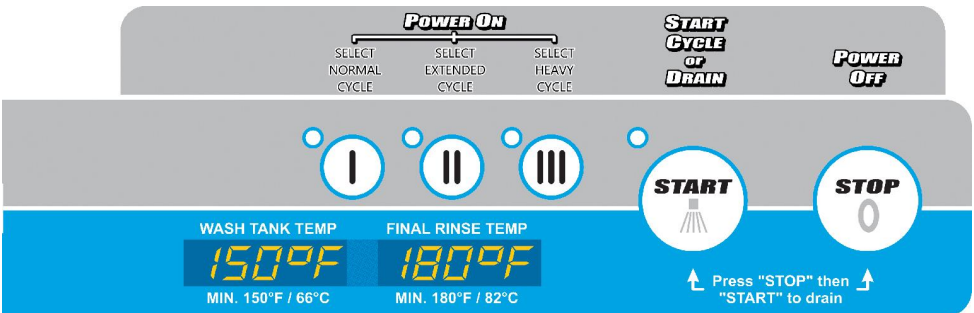 POWER ON
SELECT NORMAL CYCLE
SELECT EXTENDED CYCLE
SELECT HEAVY CYCLE
START
CYCLE
or
DRAIN
POWER
OFF
I
II
III
START
STOP
0
WASH TANK TEMP
150°F
MIN. 150°F / 66°C
FINAL RINSE TEMP
180°F
MIN. 180°F / 82°C
Press "STOP" then
"START" to drain